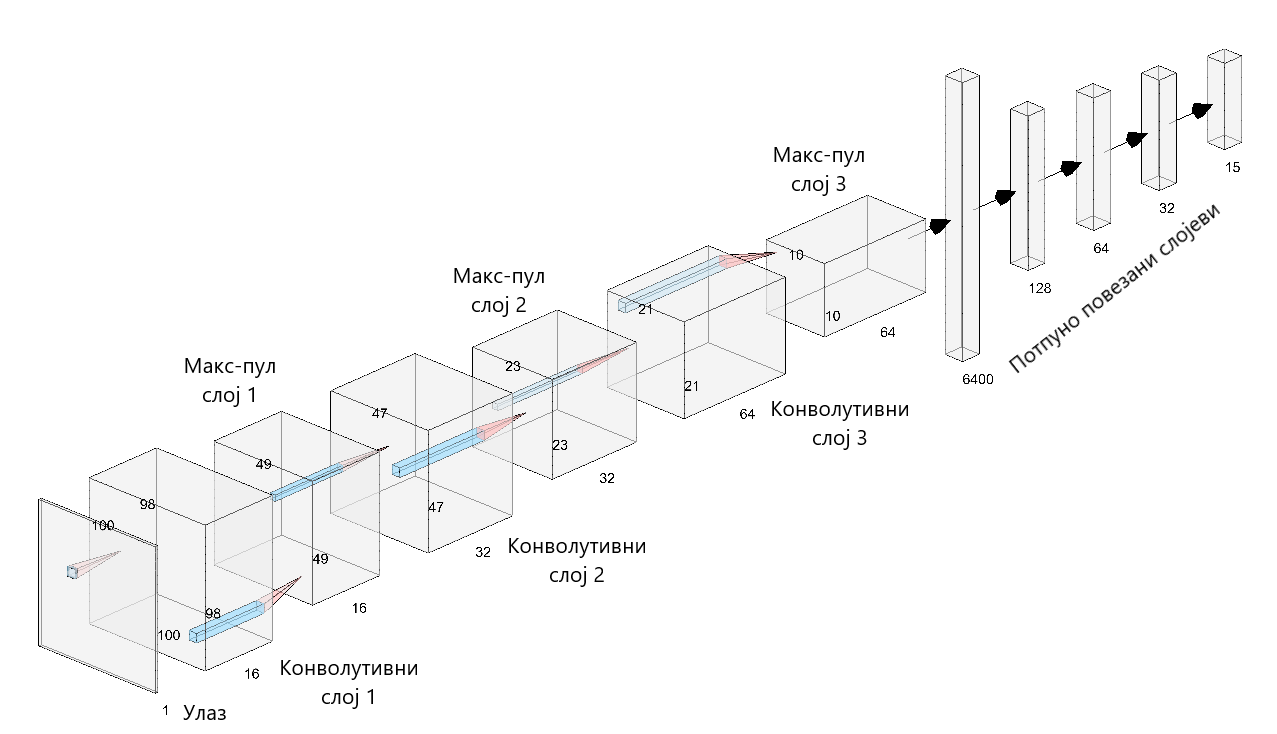 100
100
1
Улаз
98
98
16
Конволутивни
слој 1
Макс-пул
слој 1
49
49
16
47
47
32
Конволутивни
слој 2
Макс-пул
слој 2
23
23
32
21
21
64
Конволутивни
слој 3
Макс-пул
слој 3
10
10
64
6400
128
64
32
15
Потпуно повезани слојеви